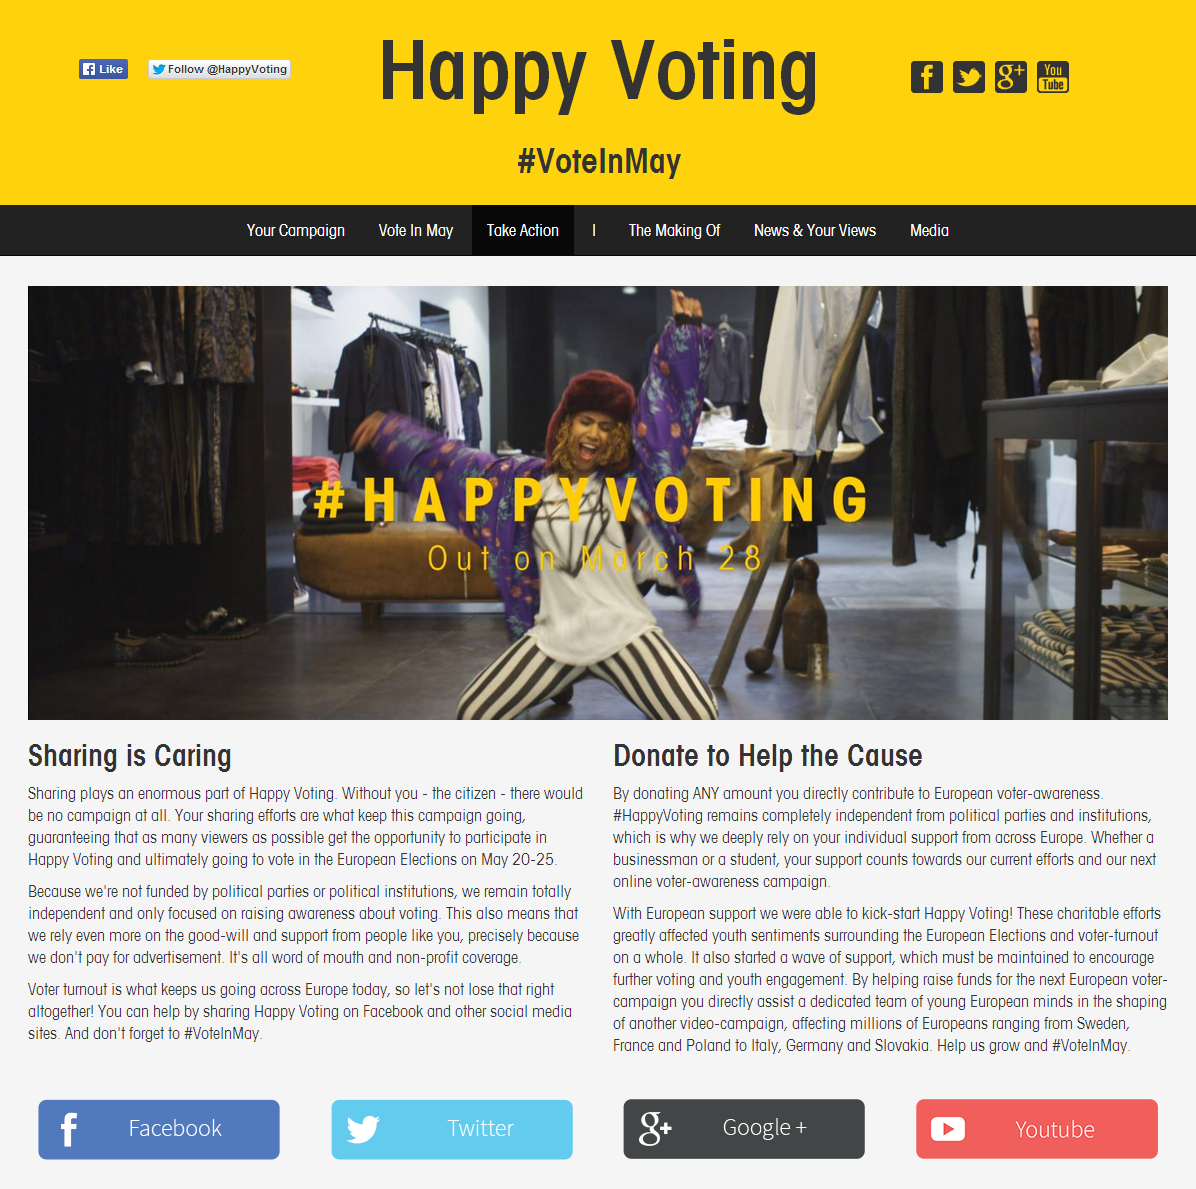 Like
Follow @HappyVoting
Happy Voting
You
Tube
#VoteInMay
Your Campaign Vote In May Take Action | The Making Of News & Your Views Media
#HAPPYVOTING
Out on March 28
Sharing is Caring
Sharing plays an enormous part of Happy Voting. Without you - the citizen - there would
be no campaign at all. Your sharing efforts are what keep this campaign going,
guaranteeing that as many viewers as possible get the opportunity to participate in
Happy Voting and ultimately going to vote in the European Elections on May 20-25.
Because we're not funded by political parties or political institutions, we remain totally
independent and only focused on raising awareness about voting. This also means that
we rely even more on the good-will and support from people like you, precisely because
we don't pay for advertisement. It's all word of mouth and non-profit coverage.
Voter turnout is what keeps us going across Europe today, so let's not lose that right
altogether! You can help by sharing Happy Voting on Facebook and other social media
sites. And don't forget to #VoteInMay.
Donate to Help the Cause
By donating ANY amount you directly contribute to European voter-awareness.
#HappyVoting remains completely independent from political parties and institutions,
which is why we deeply rely on your individual support from across Europe. Whether a
businessman or a student, your support counts towards our current efforts and our next
online voter-awareness campaign.
With European support we were able to kick-start Happy Voting! These charitable efforts
greatly affected youth sentiments surrounding the European Elections and voter-turnout
on a whole. It also started a wave of support, which must be maintained to encourage
further voting and youth engagement. By helping raise funds for the next European voter-
campaign you directly assist a dedicated team of young European minds in the shaping
of another video-campaign, affecting millions of Europeans ranging from Sweden,
France and Poland to Italy, Germany and Slovakia. Help us grow and #VoteInMay.
Facebook
Twitter
Google +
Youtube